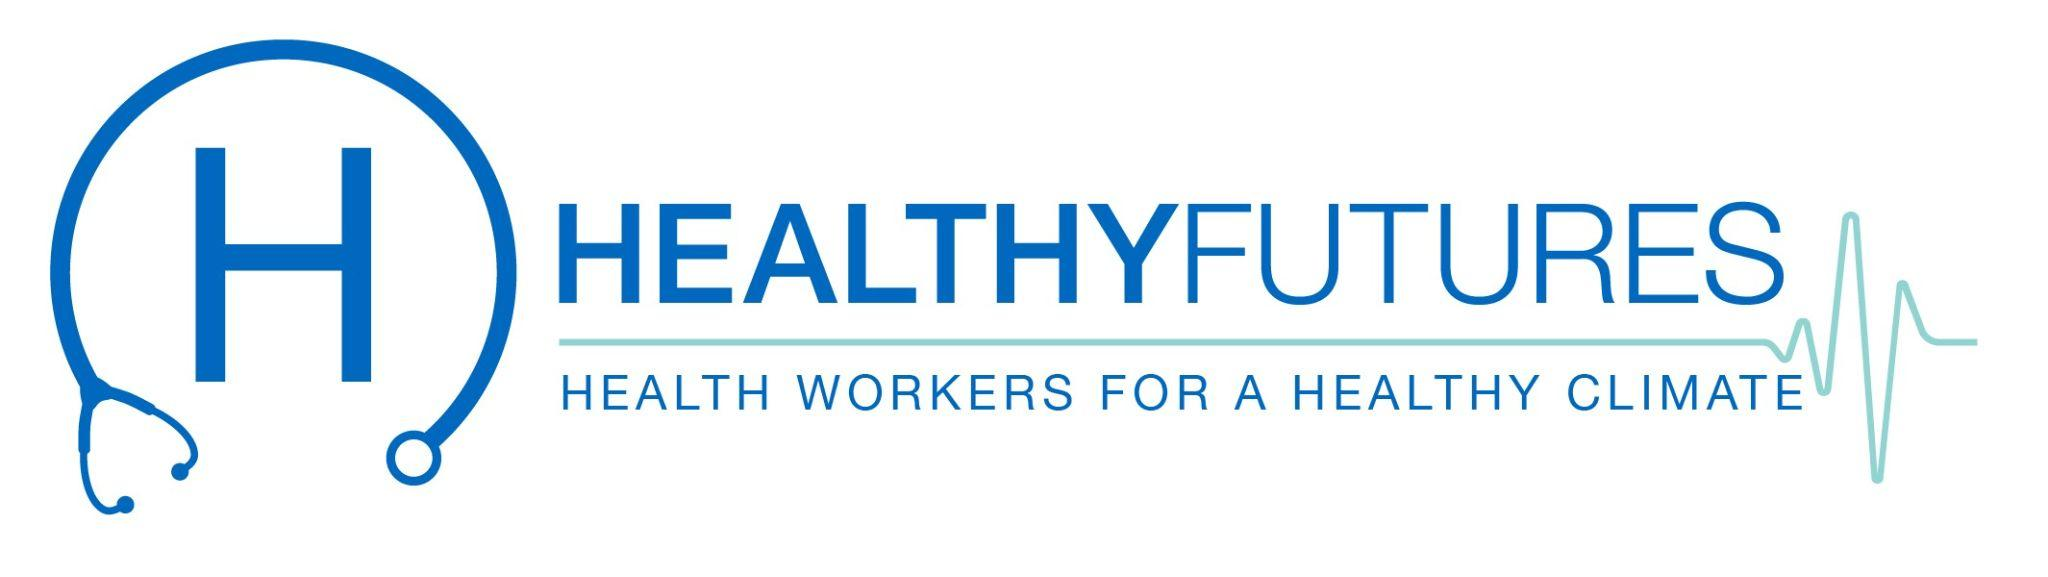 H
HEALTHYFUTURES
HEALTH WORKERS FOR A HEALTHY CLIMATE